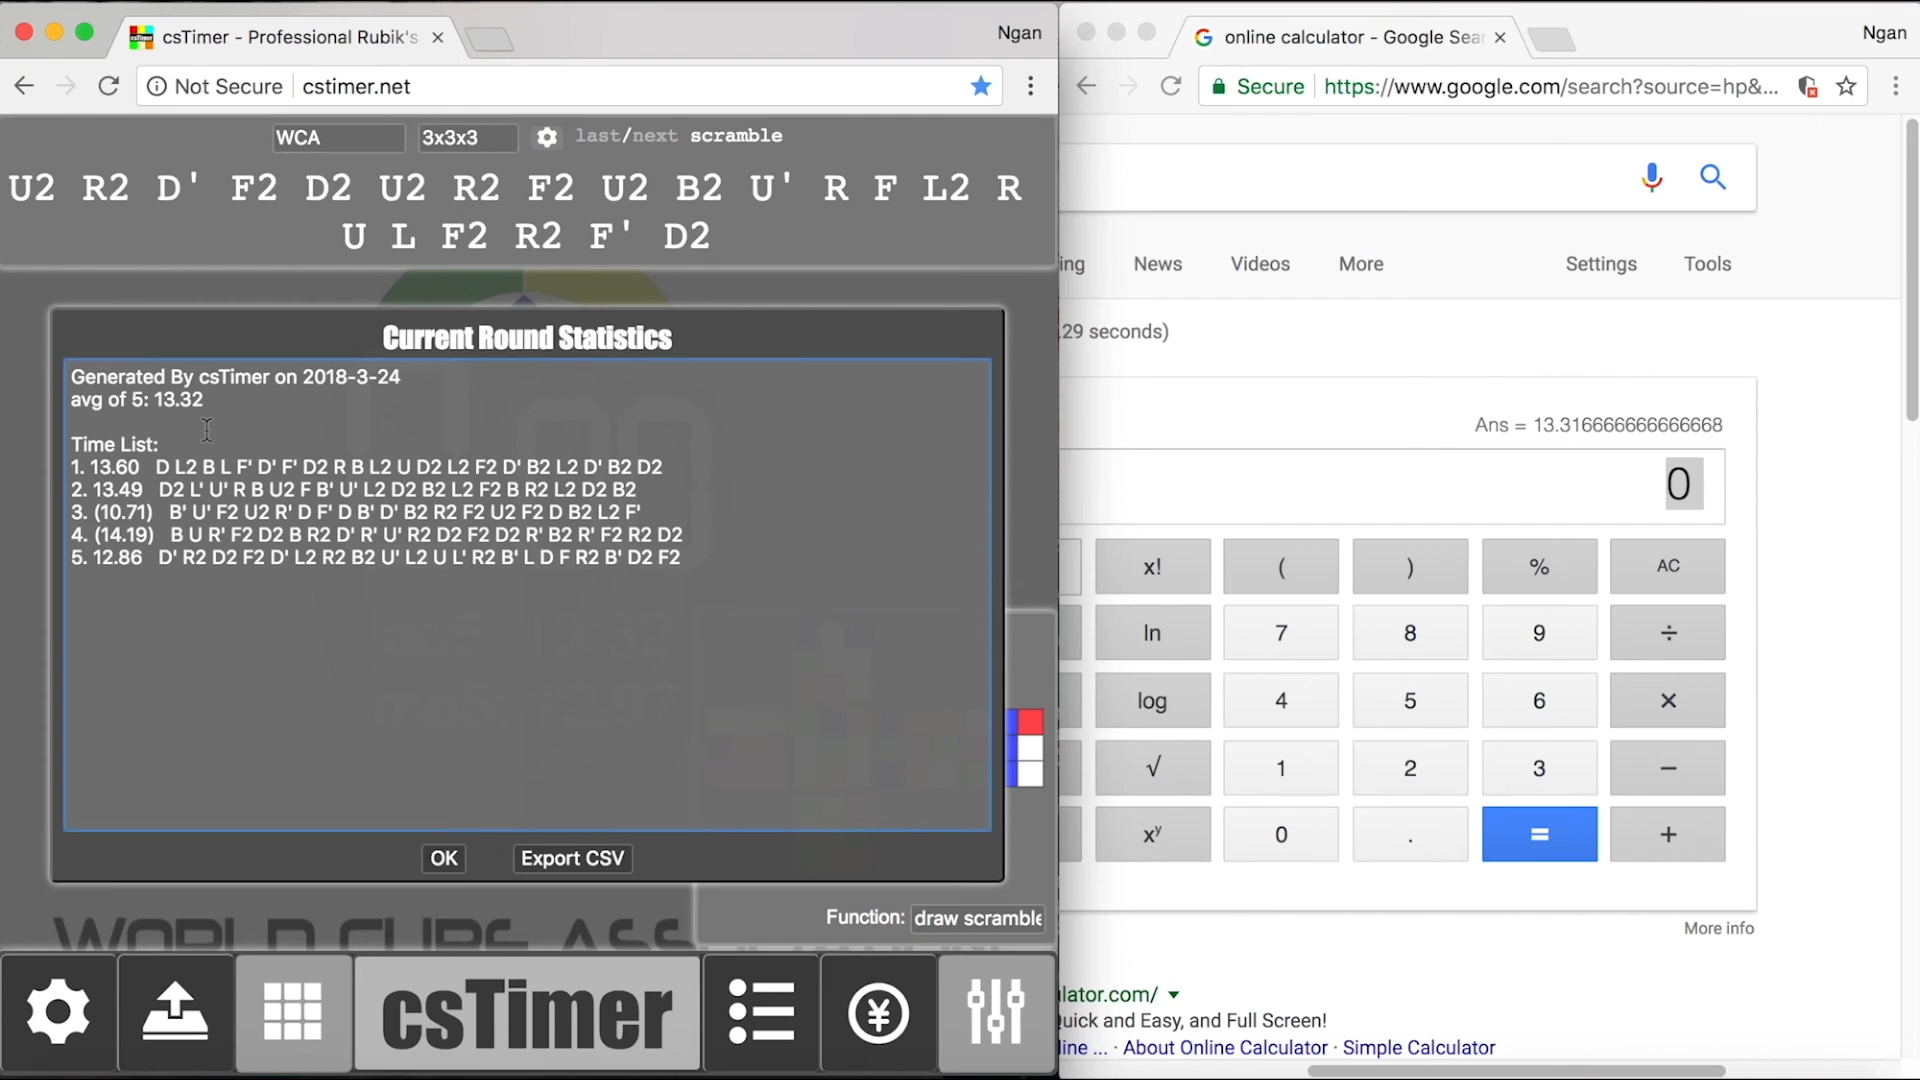 csTimer - Professional Rubik's
Ngan
Not Secure
cstimer.net
WCA
3x3x3
last/next scramble
U2 R2 D' F2 D2 U2 R2 F2 U2 B2 U' R F L2 R
U L F2 R2 F' D2
Current Round Statistics
Generated By csTimer on 2018-3-24
avg of 5: 13.32
Time List:
1. 13.60 D L2 B L F' D' F' D2 R B L2 U D2 L2 F2 D' B2 L2 D' B2 D2
2. 13.49 D2 L' U' R B U2 F B' U' L2 D2 B2 L2 F2 B R2 L2 D2 B2
3. (10.71) B' U' F2 U2 R' D F' D B' D' B2 R2 F2 U2 F2 D B2 L2 F'
4. (14.19) B U R' F2 D2 B R2 D' R' U' R2 D2 F2 D2 R' B2 R' F2 R2 D2
5. 12.86 D' R2 D2 F2 D' L2 R2 B2 U' L2 U L' R2 B' L D F R2 B' D2 F2
OK
Export CSV
Function:
draw scramble
csTimer
¥
online calculator - Google Sear
Ngan
Secure
https://www.google.com/search?source=hp&...
ing
News
Videos
More
Settings
Tools
.29 seconds)
Ans = 13.316666666666668
0
x! ( ) % AC
ln 7 8 9 ÷
log 4 5 6 ×
√ 1 2 3 −
xʸ 0 . = +
More info
lator.com/
uick and Easy, and Full Screen!
line ... · About Online Calculator · Simple Calculator